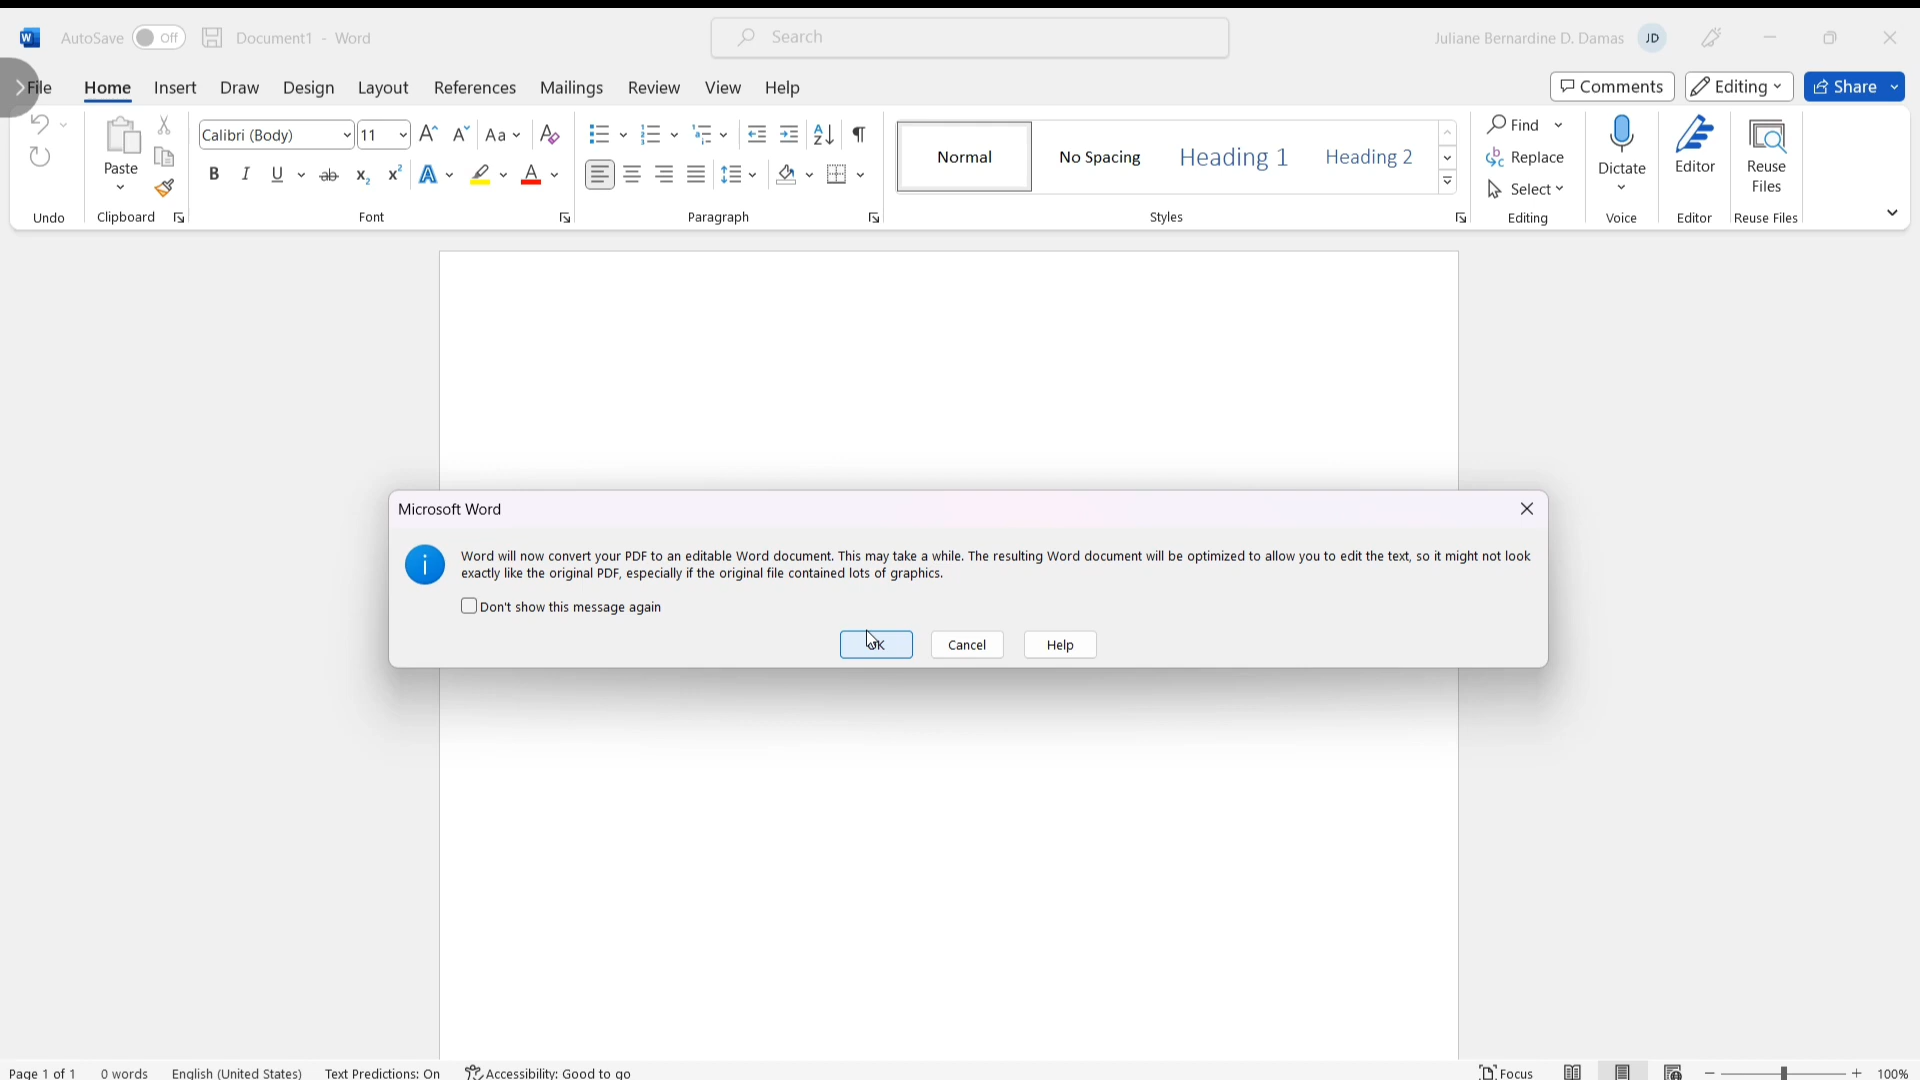 W AutoSave Off Document1 - Word Search Juliane Bernardine D. Damas JD
File Home Insert Draw Design Layout References Mailings Review View Help Comments Editing Share
Calibri (Body) 11 Aa
Paste
B I U ab x₂ x² A A
Normal No Spacing Heading 1 Heading 2
Find
Replace
Select
Dictate
Editor
Reuse
Files
Undo Clipboard Font Paragraph Styles Editing Voice Editor Reuse Files
Microsoft Word
Word will now convert your PDF to an editable Word document. This may take a while. The resulting Word document will be optimized to allow you to edit the text, so it might not look
exactly like the original PDF, especially if the original file contained lots of graphics.
Don't show this message again
OK Cancel Help
Page 1 of 1 0 words English (United States) Text Predictions: On Accessibility: Good to go Focus 100%